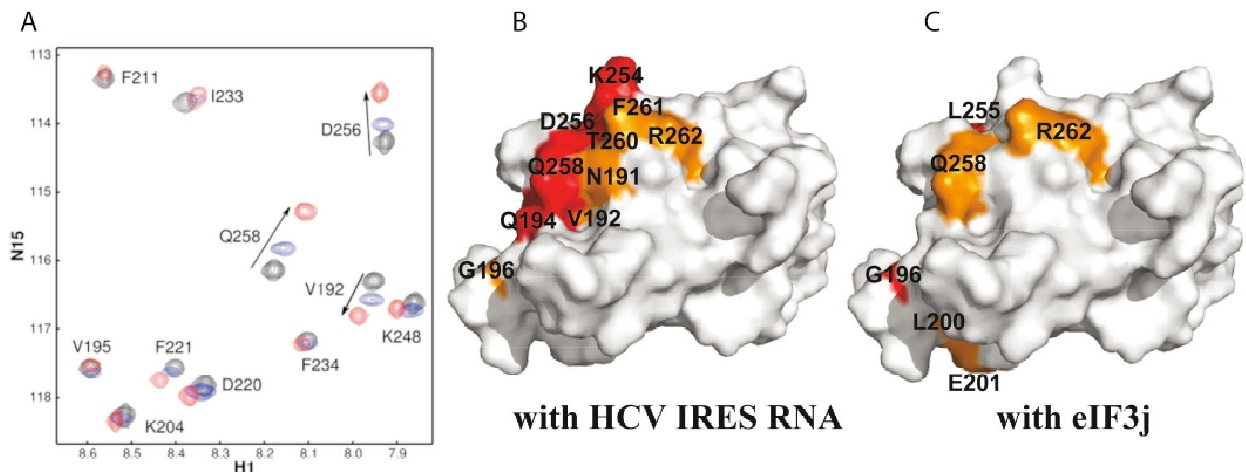 A
113
114
115
116
117
118
N15
F211
I233
D256
Q258
V192
K248
F234
V195
F221
D220
K204
8.6 8.5 8.4 8.3 8.2 8.1 8.0 7.9
H1
B
K254
F261
D256
T260
R262
Q258
N191
Q194
V192
G196
with HCV IRES RNA
C
L255
R262
Q258
G196
L200
E201
with eIF3j